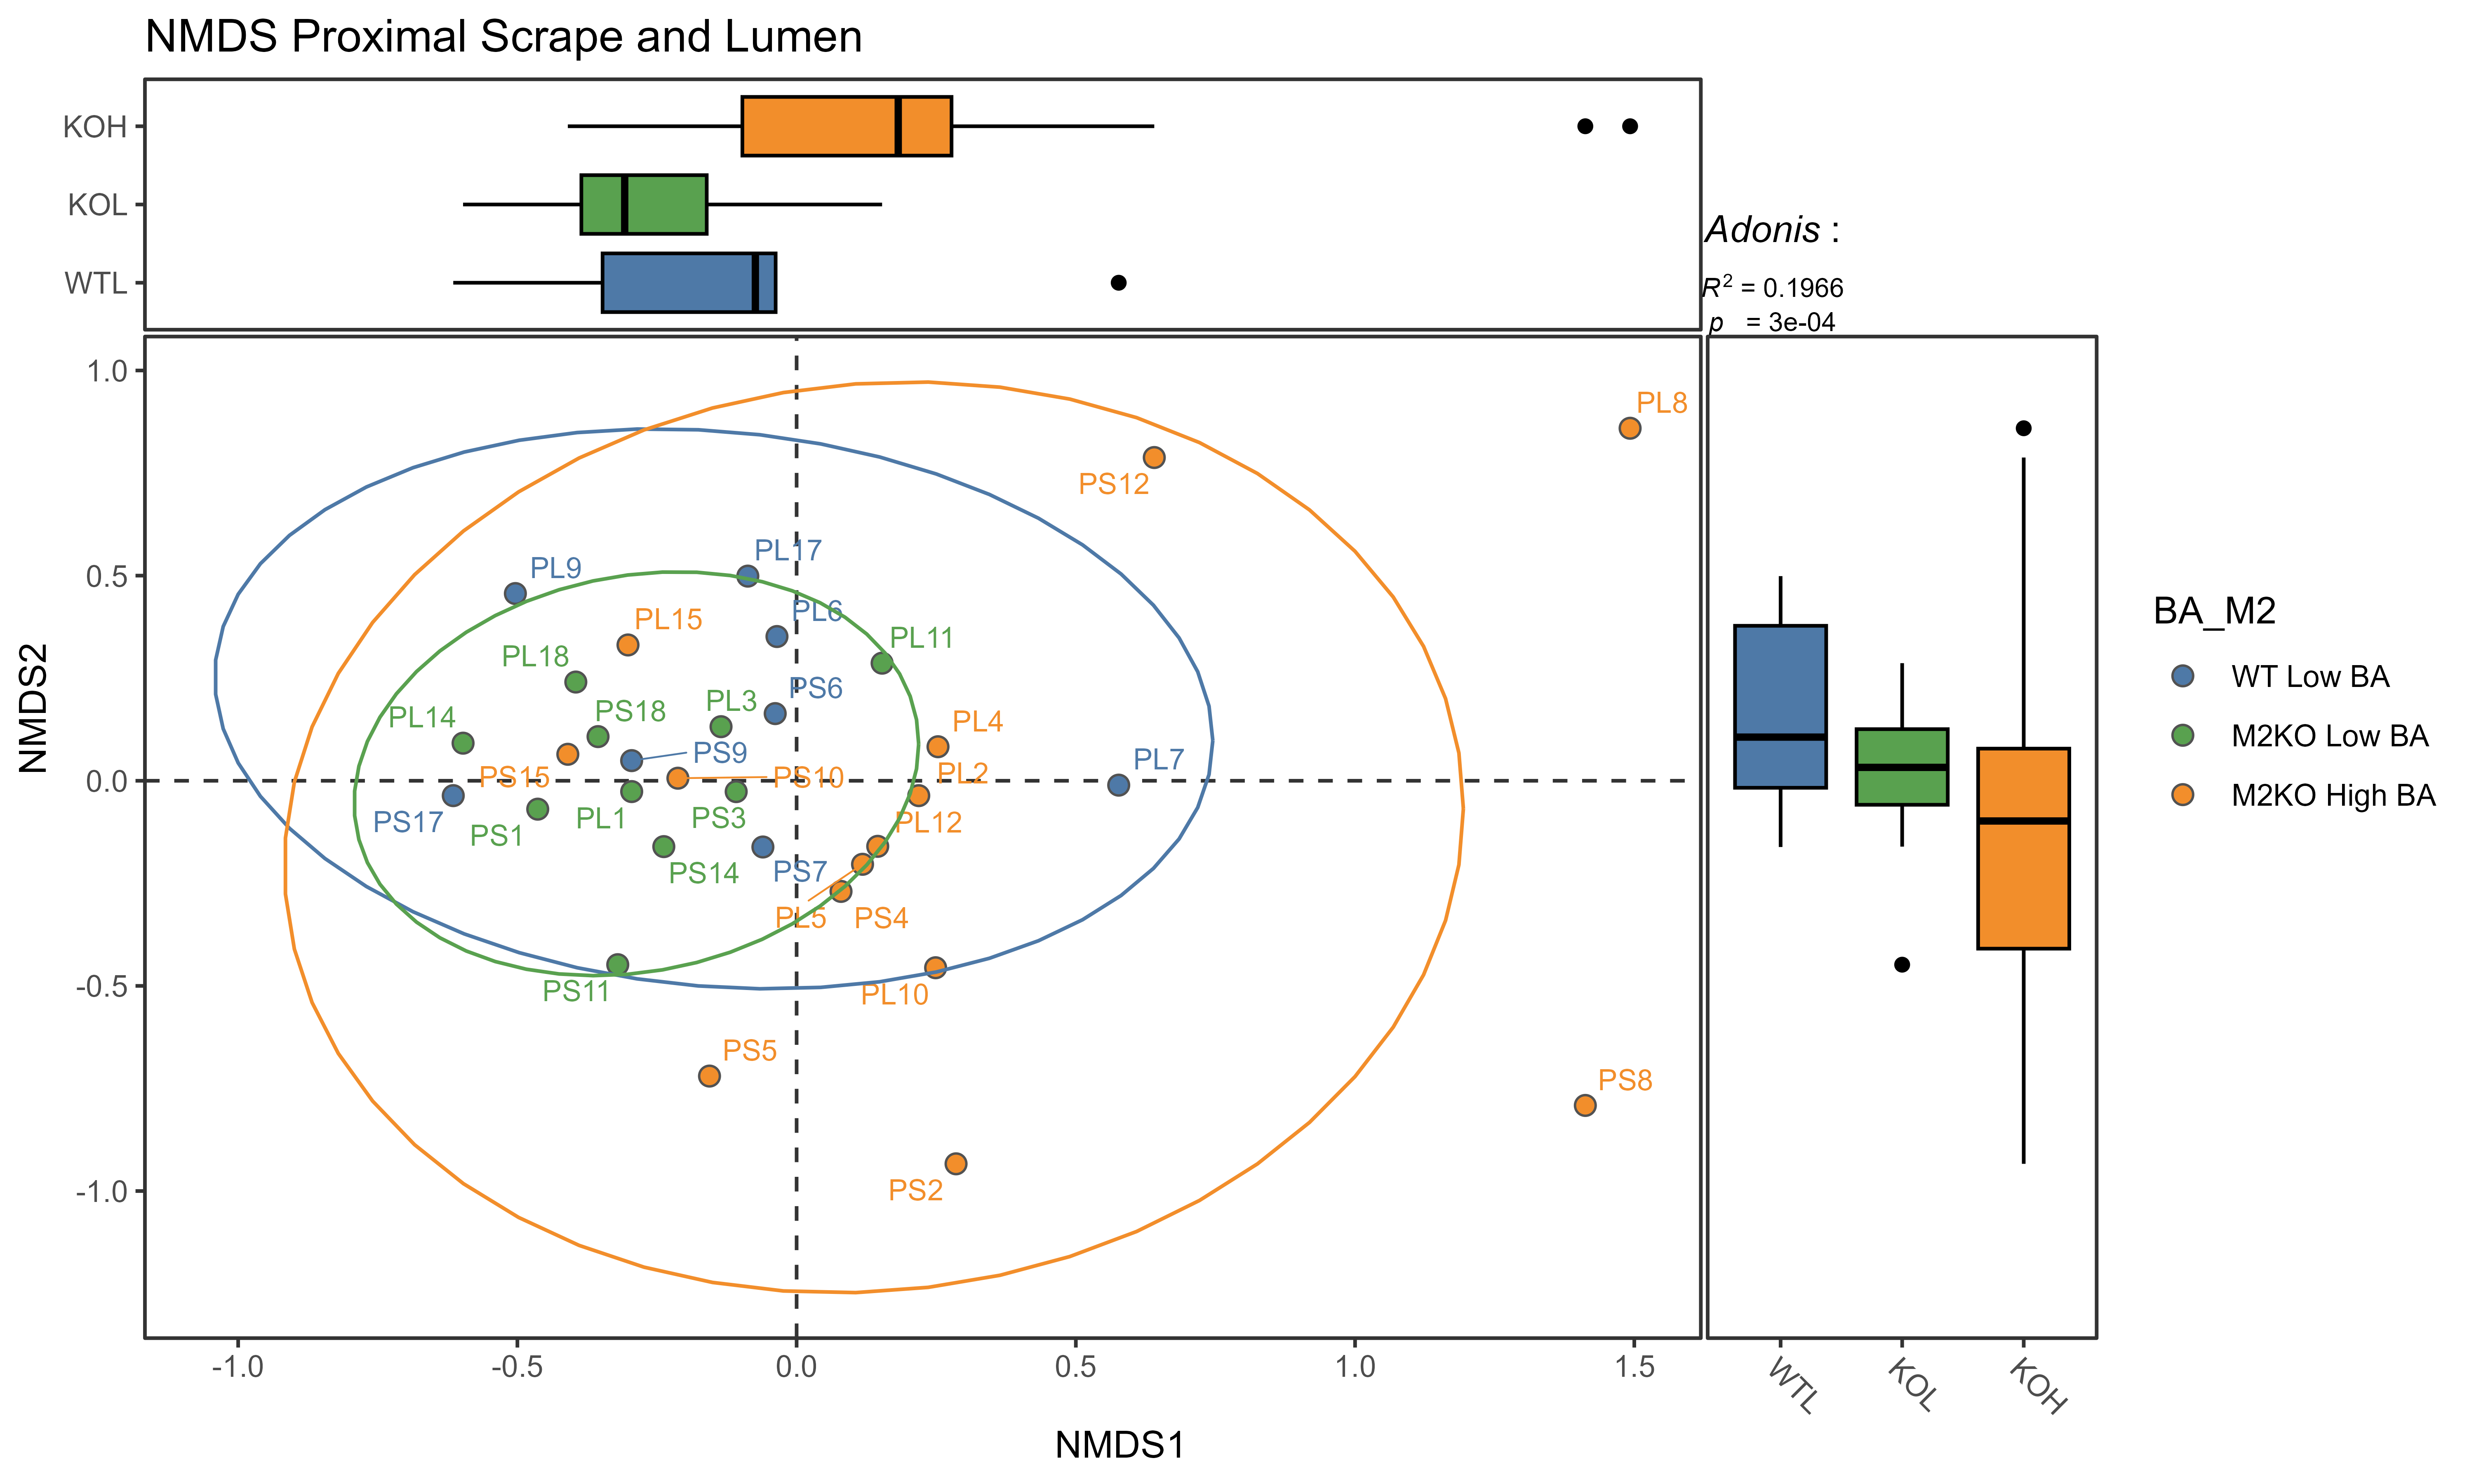 NMDS Proximal Scrape and Lumen
KOH
KOL
WTL
Adonis :
R² = 0.1966
p = 3e-04
NMDS2
1.0
0.5
0.0
-0.5
-1.0
PL8
PS12
PL17
PL9
PL6
PL15
PL11
PL18
PS6
PL3
PS18
PL14
PL4
PS9
PL7
PS15
PS10
PL2
PS17
PS1
PL1
PS3
PL12
PS14
PS7
PL5
PS4
PS11
PL10
PS5
PS8
PS2
-1.0
-0.5
0.0
0.5
1.0
1.5
NMDS1
WTL
KOL
KOH
BA_M2
WT Low BA
M2KO Low BA
M2KO High BA